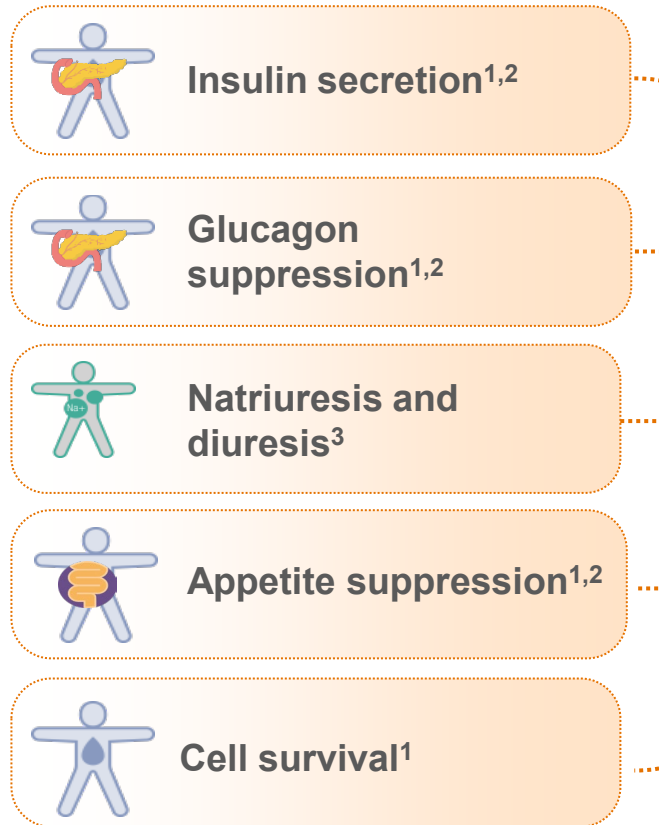 Insulin secretion1,2
Glucagon
suppression1,2
Na+
Natriuresis and
diuresis3
Appetite suppression1,2
Cell survival1